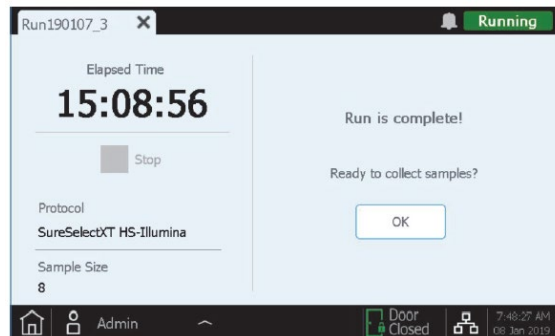 Run190107_3
Running
Elapsed Time
15:08:56
Stop
Protocol
SureSelectXT HS-Illumina
Sample Size
8
Run is complete!
Ready to collect samples?
OK
Admin
Door
Closed
7:48:27 AM
08 Jan 2019